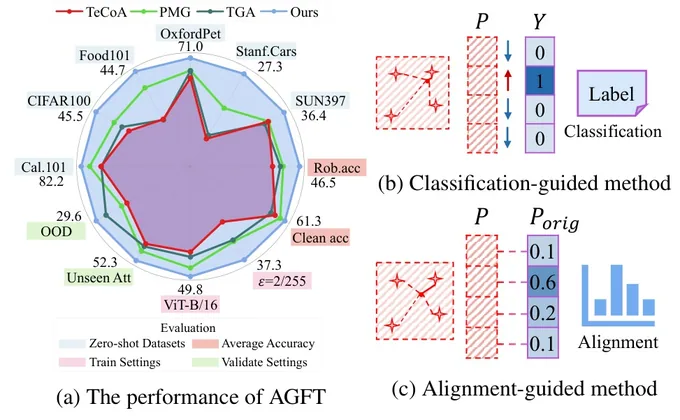 TeCoA PMG TGA Ours
OxfordPet
71.0
Stanf.Cars
27.3
SUN397
36.4
Rob.acc
46.5
61.3
Clean acc
37.3
ε=2/255
49.8
ViT-B/16
52.3
Unseen Att
29.6
OOD
Cal.101
82.2
CIFAR100
45.5
Food101
44.7
Evaluation
Zero-shot Datasets Average Accuracy
Train Settings Validate Settings
(a) The performance of AGFT
P Y
0
1
0
0
Label
Classification
(b) Classification-guided method
P P_orig
0.1
0.6
0.2
0.1
Alignment
(c) Alignment-guided method